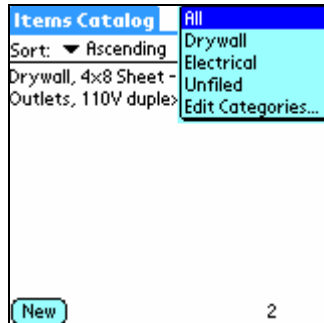 Items Catalog
All
Drywall
Electrical
Unfiled
Edit Categories...
Sort: Ascending
Drywall, 4x8 Sheet -
Outlets, 110V duplex
New
2